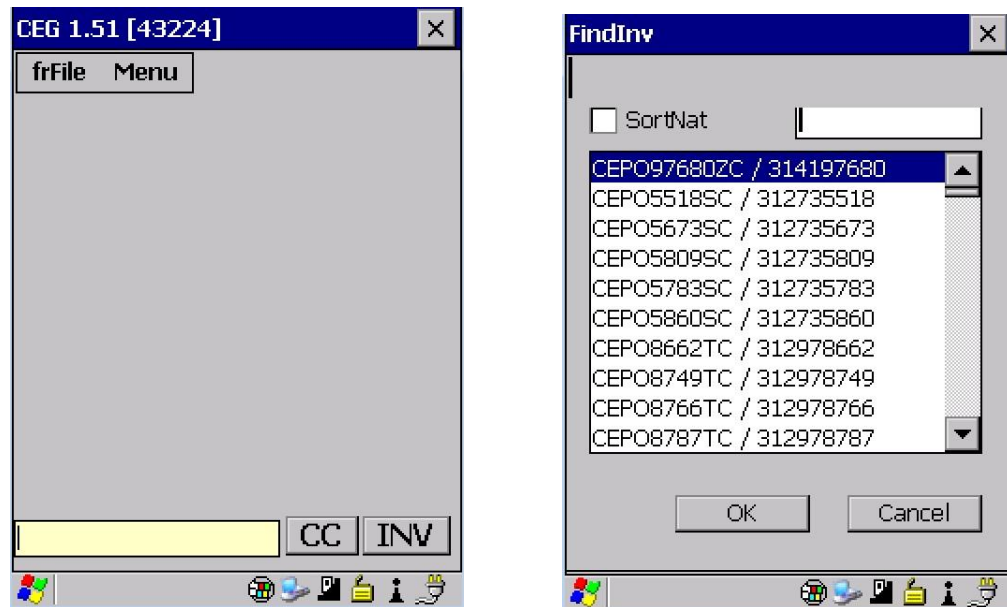 CEG 1.51 [43224]
frFile Menu
CC INV
FindInv
SortNat
CEPO97680ZC / 314197680
CEPO5518SC / 312735518
CEPO5673SC / 312735673
CEPO5809SC / 312735809
CEPO5783SC / 312735783
CEPO5860SC / 312735860
CEPO8662TC / 312978662
CEPO8749TC / 312978749
CEPO8766TC / 312978766
CEPO8787TC / 312978787
OK Cancel